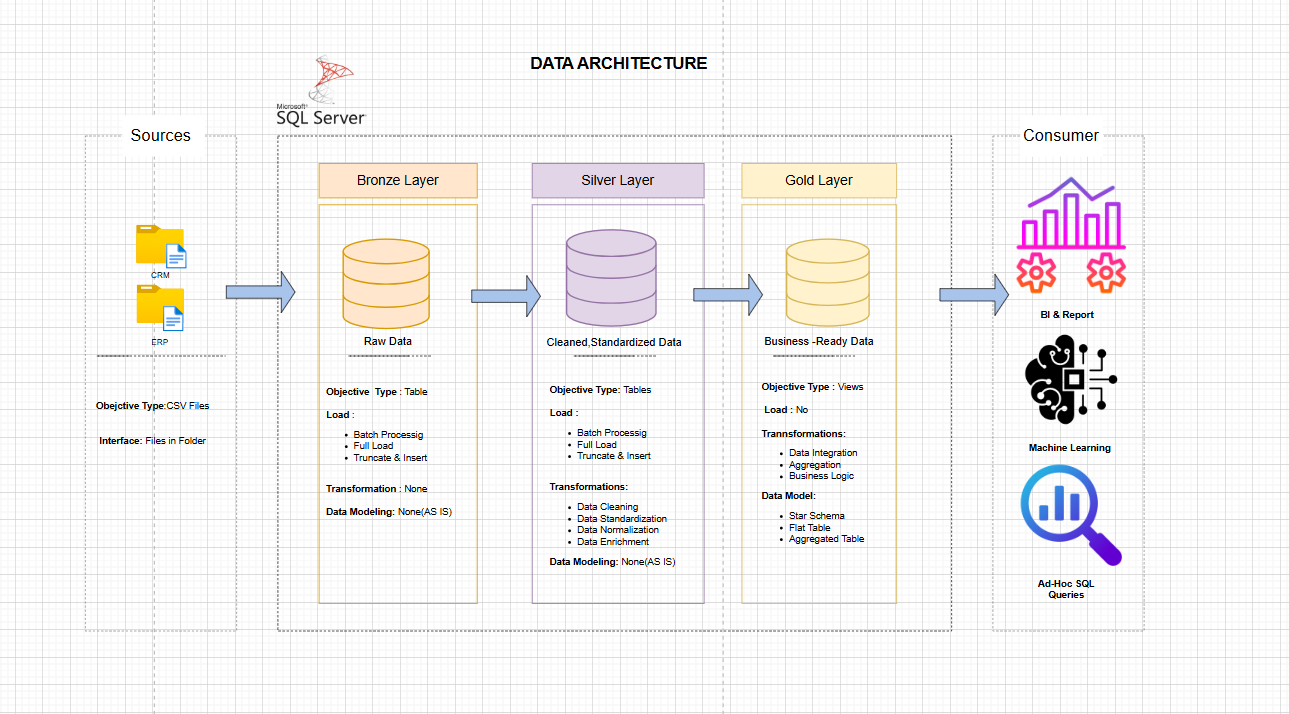 DATA ARCHITECTURE
Microsoft®
SQL Server
Sources
CRM
ERP
Obejctive Type:CSV Files
Interface: Files in Folder
Bronze Layer
Raw Data
Objective Type : Table
Load :
• Batch Processig
• Full Load
• Truncate & Insert
Transformation : None
Data Modeling: None(AS IS)
Silver Layer
Cleaned,Standardized Data
Objective Type: Tables
Load :
• Batch Processig
• Full Load
• Truncate & Insert
Transformations:
• Data Cleaning
• Data Standardization
• Data Normalization
• Data Enrichment
Data Modeling: None(AS IS)
Gold Layer
Business -Ready Data
Objective Type : Views
Load : No
Trannsformations:
• Data Integration
• Aggregation
• Business Logic
Data Model:
• Star Schema
• Flat Table
• Aggregated Table
Consumer
BI & Report
Machine Learning
Ad-Hoc SQL
Queries